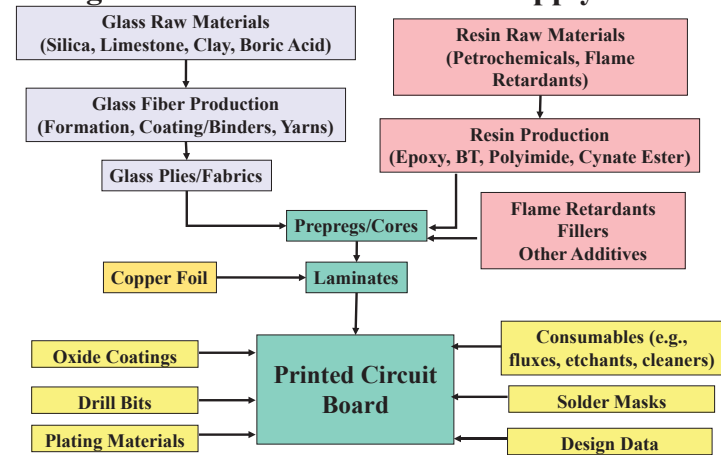 Supply
Glass Raw Materials
(Silica, Limestone, Clay, Boric Acid)
Resin Raw Materials
(Petrochemicals, Flame
Retardants)
Glass Fiber Production
(Formation, Coating/Binders, Yarns)
Resin Production
(Epoxy, BT, Polyimide, Cynate Ester)
Glass Plies/Fabrics
Prepregs/Cores
Flame Retardants
Fillers
Other Additives
Copper Foil
Laminates
Oxide Coatings
Drill Bits
Plating Materials
Printed Circuit
Board
Consumables (e.g.,
fluxes, etchants, cleaners)
Solder Masks
Design Data